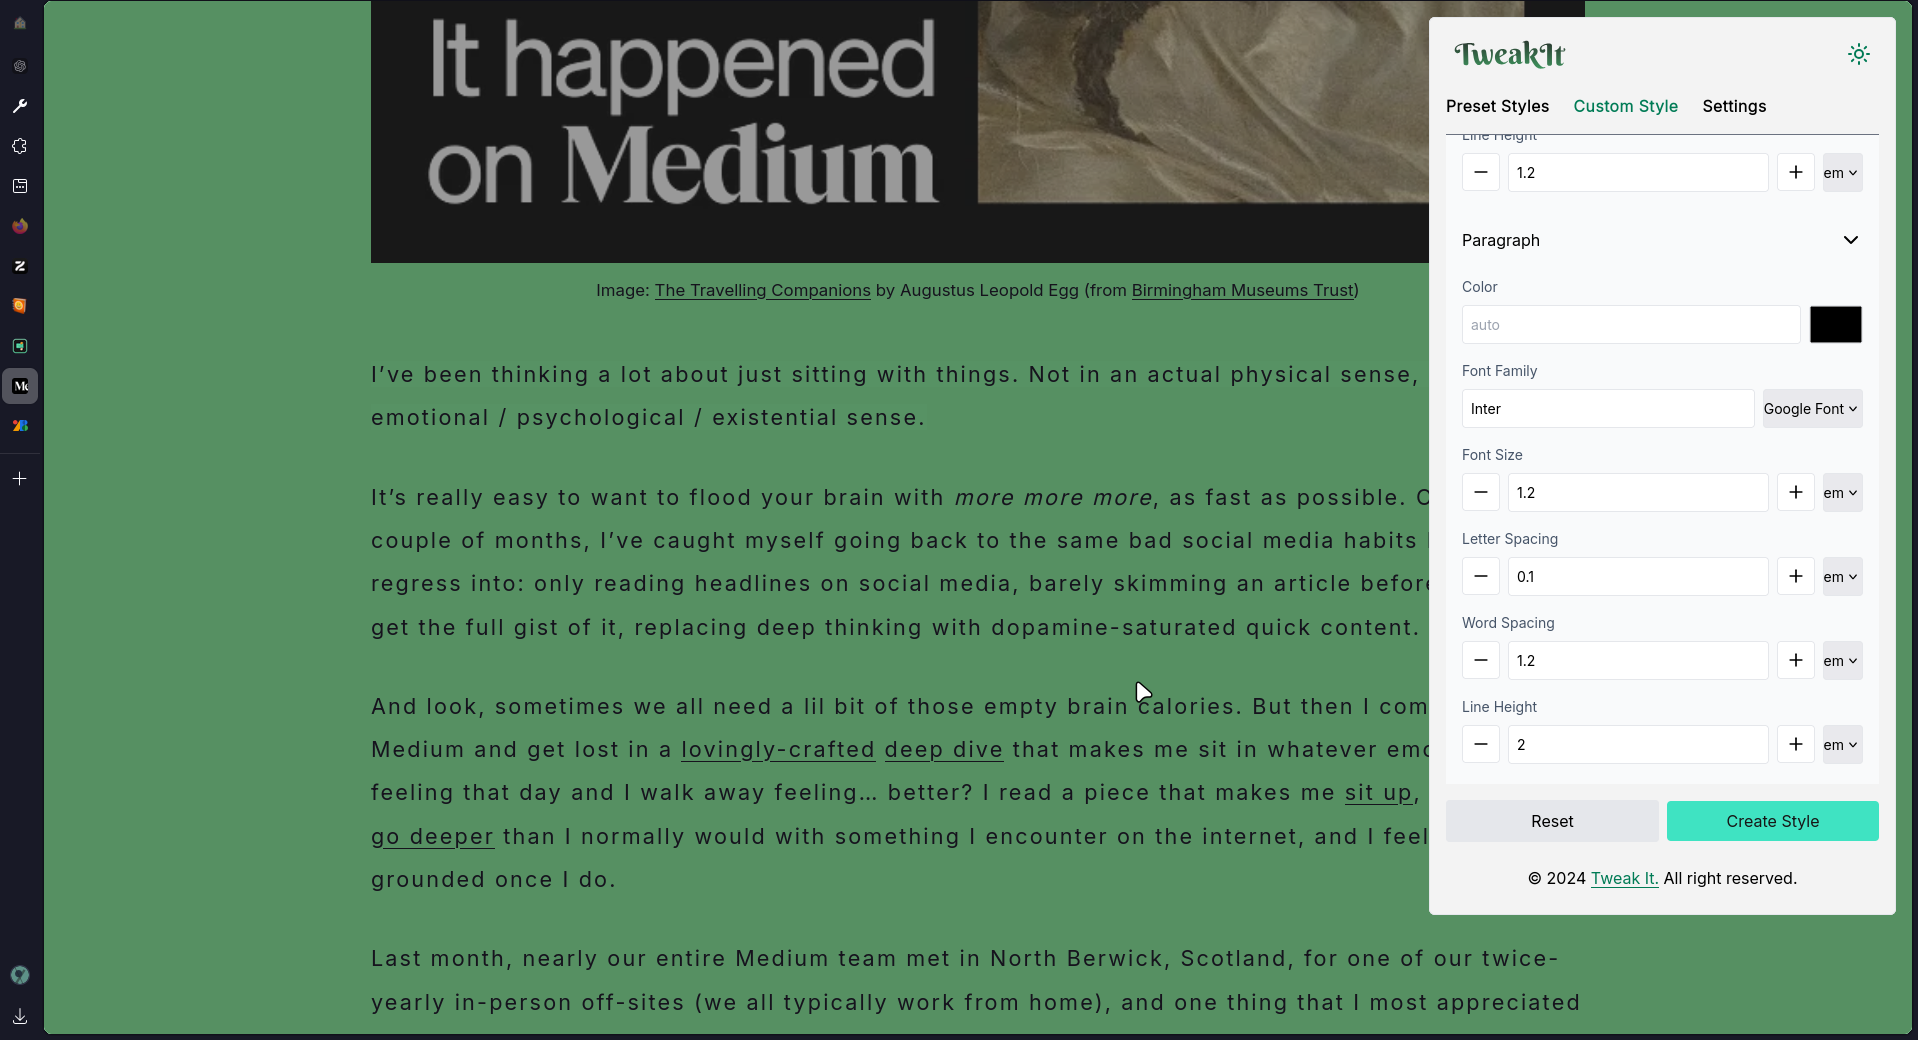 It happened
on Medium
Image: The Travelling Companions by Augustus Leopold Egg (from Birmingham Museums Trust)
I’ve been thinking a lot about just sitting with things. Not in an actual physical sense,
emotional / psychological / existential sense.
It’s really easy to want to flood your brain with more more more, as fast as possible.
couple of months, I’ve caught myself going back to the same bad social media habits
regress into: only reading headlines on social media, barely skimming an article before
get the full gist of it, replacing deep thinking with dopamine-saturated quick content.
And look, sometimes we all need a lil bit of those empty brain calories. But then I
Medium and get lost in a lovingly-crafted deep dive that makes me sit in whatever
feeling that day and I walk away feeling… better? I read a piece that makes me sit up,
go deeper than I normally would with something I encounter on the internet, and I feel
grounded once I do.
Last month, nearly our entire Medium team met in North Berwick, Scotland, for one of our twice-
yearly in-person off-sites (we all typically work from home), and one thing that I most appreciated
TweakIt
Preset Styles Custom Style Settings
Line Height
1.2 em
Paragraph
Color
auto
Font Family
Inter Google Font
Font Size
1.2 em
Letter Spacing
0.1 em
Word Spacing
1.2 em
Line Height
2 em
Reset Create Style
© 2024 Tweak It. All right reserved.